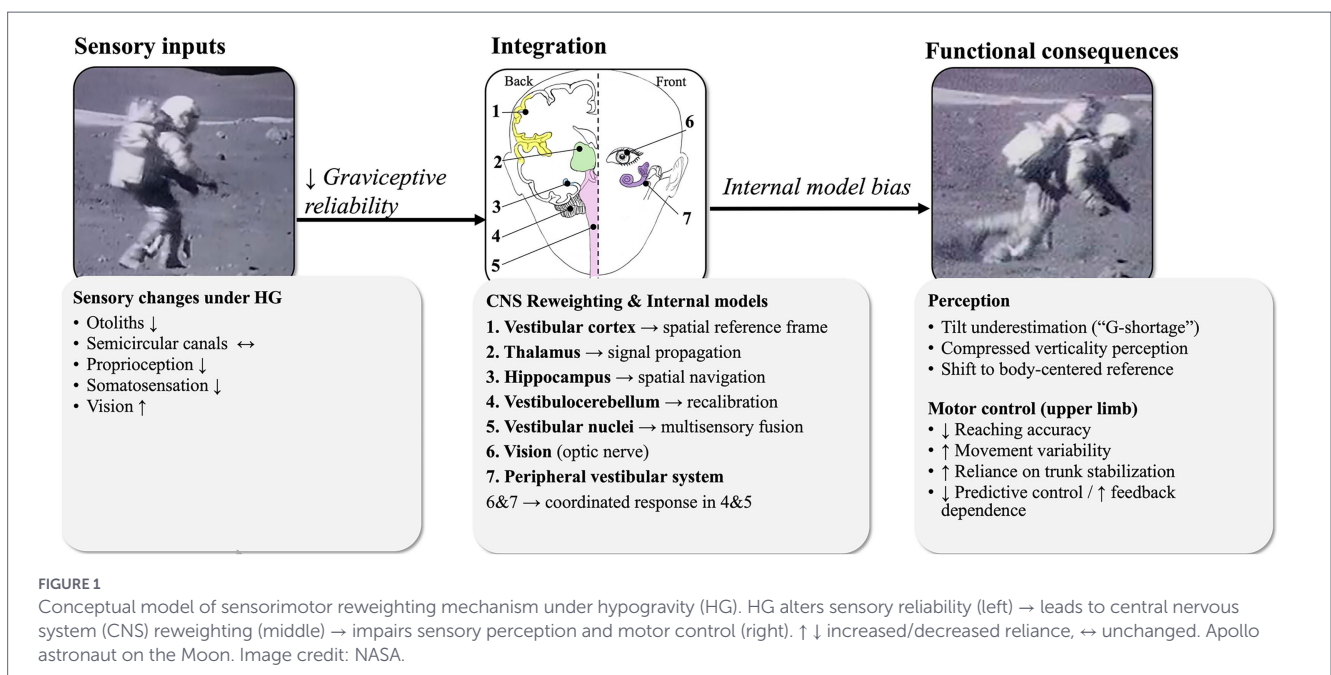 Sensory inputs
↓ Graviceptive
reliability
Integration
Back
Front
1
2
3
4
5
6
7
Internal model bias
Functional consequences
Sensory changes under HG
• Otoliths ↓
• Semicircular canals ↔
• Proprioception ↓
• Somatosensation ↓
• Vision ↑
CNS Reweighting & Internal models
1. Vestibular cortex → spatial reference frame
2. Thalamus → signal propagation
3. Hippocampus → spatial navigation
4. Vestibulocerebellum → recalibration
5. Vestibular nuclei → multisensory fusion
6. Vision (optic nerve)
7. Peripheral vestibular system
6&7 → coordinated response in 4&5
Perception
• Tilt underestimation (“G-shortage”)
• Compressed verticality perception
• Shift to body-centered reference
Motor control (upper limb)
• ↓ Reaching accuracy
• ↑ Movement variability
• ↑ Reliance on trunk stabilization
• ↓ Predictive control / ↑ feedback
dependence
FIGURE 1
Conceptual model of sensorimotor reweighting mechanism under hypogravity (HG). HG alters sensory reliability (left) → leads to central nervous
system (CNS) reweighting (middle) → impairs sensory perception and motor control (right). ↑ ↓ increased/decreased reliance, ↔ unchanged. Apollo
astronaut on the Moon. Image credit: NASA.